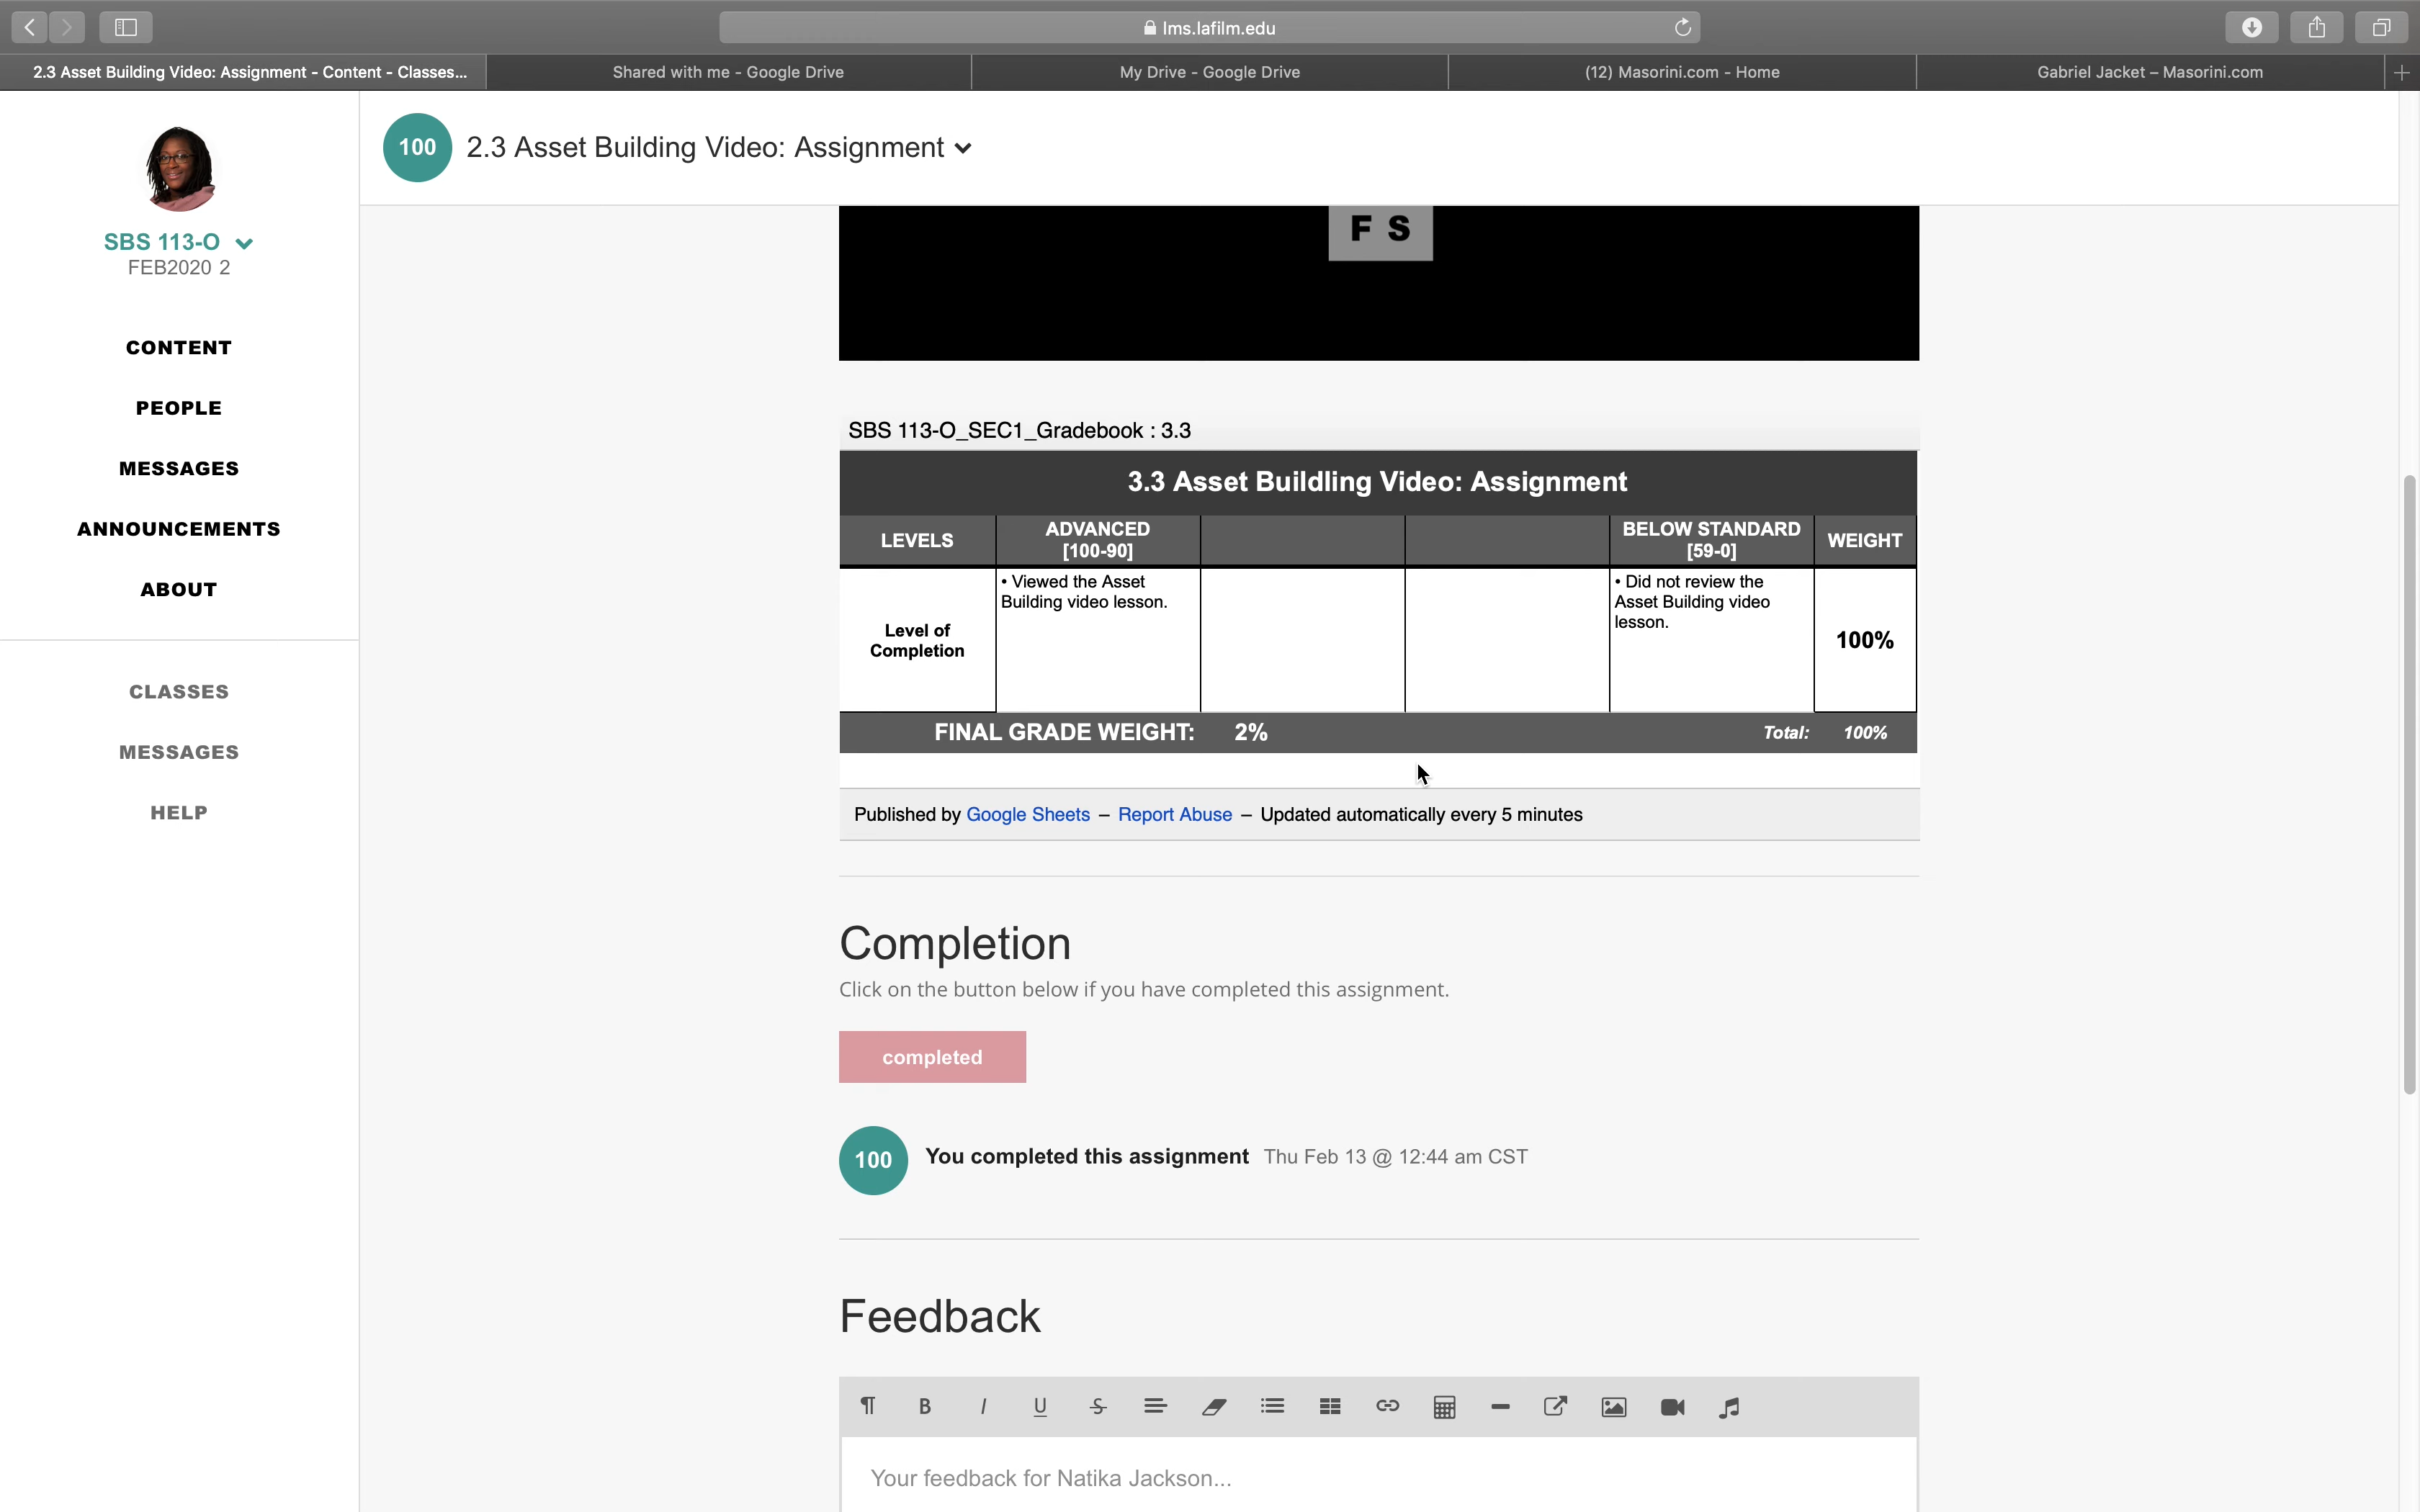 lms.lafilm.edu
2.3 Asset Building Video: Assignment - Content - Classes...
Shared with me - Google Drive
My Drive - Google Drive
(12) Masorini.com - Home
Gabriel Jacket – Masorini.com
SBS 113-O
FEB2020 2
CONTENT
PEOPLE
MESSAGES
ANNOUNCEMENTS
ABOUT
CLASSES
MESSAGES
HELP
100 2.3 Asset Building Video: Assignment
F S
SBS 113-O_SEC1_Gradebook : 3.3
3.3 Asset Buildling Video: Assignment
LEVELS
ADVANCED
[100-90]
BELOW STANDARD
[59-0]
WEIGHT
Level of
Completion
• Viewed the Asset
Building video lesson.
• Did not review the
Asset Building video
lesson.
100%
FINAL GRADE WEIGHT: 2% Total: 100%
Published by Google Sheets – Report Abuse – Updated automatically every 5 minutes
Completion
Click on the button below if you have completed this assignment.
completed
100 You completed this assignment Thu Feb 13 @ 12:44 am CST
Feedback
Your feedback for Natika Jackson...